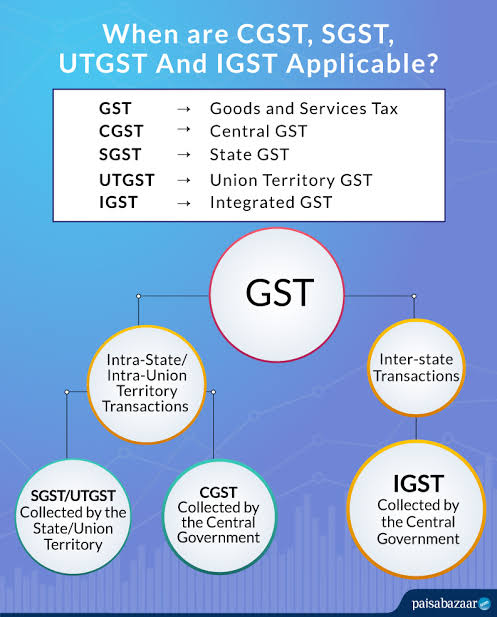 When are CGST, SGST,
UTGST And IGST Applicable?
GST → Goods and Services Tax
CGST → Central GST
SGST → State GST
UTGST → Union Territory GST
IGST → Integrated GST
GST
Intra-State/
Intra-Union
Territory
Transactions
Inter-state
Transactions
SGST/UTGST
Collected by the
State/Union
Territory
CGST
Collected by
the Central
Government
IGST
Collected by
the Central
Government
paisabazaar